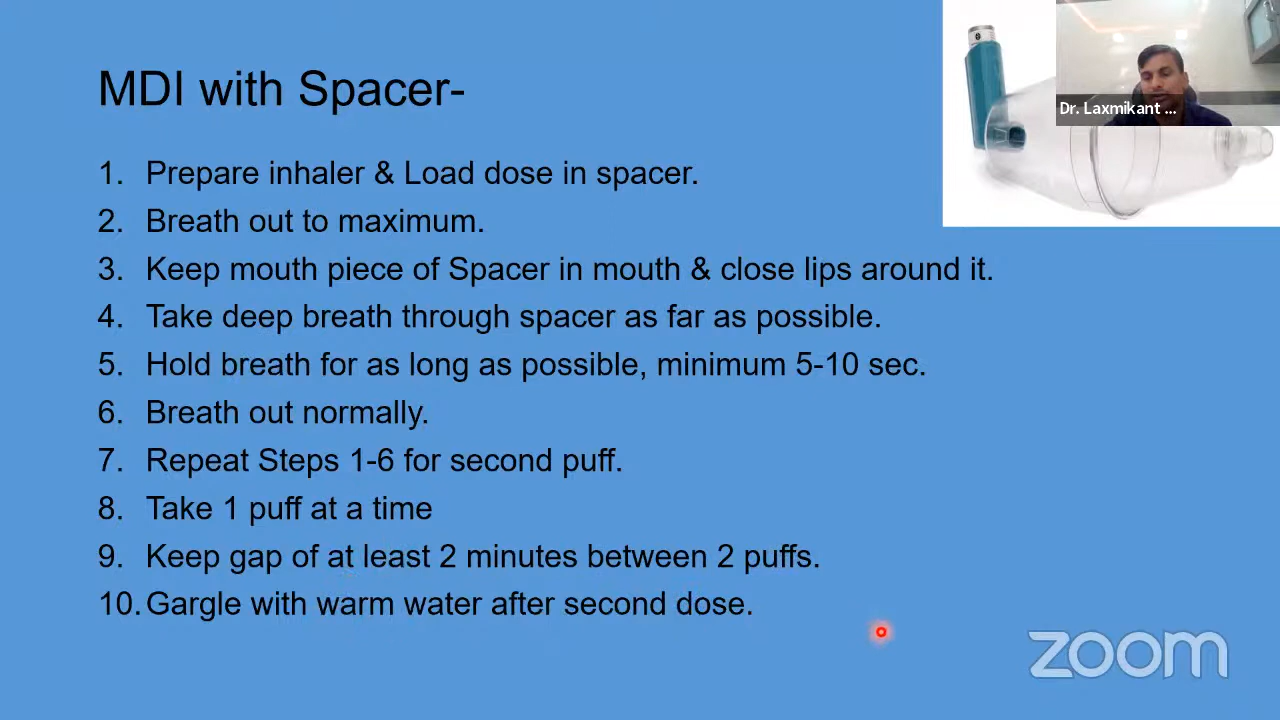 MDI with Spacer-
Dr. Laxmikant ...
1. Prepare inhaler & Load dose in spacer.
2. Breath out to maximum.
3. Keep mouth piece of Spacer in mouth & close lips around it.
4. Take deep breath through spacer as far as possible.
5. Hold breath for as long as possible, minimum 5-10 sec.
6. Breath out normally.
7. Repeat Steps 1-6 for second puff.
8. Take 1 puff at a time
9. Keep gap of at least 2 minutes between 2 puffs.
10. Gargle with warm water after second dose.
zoom